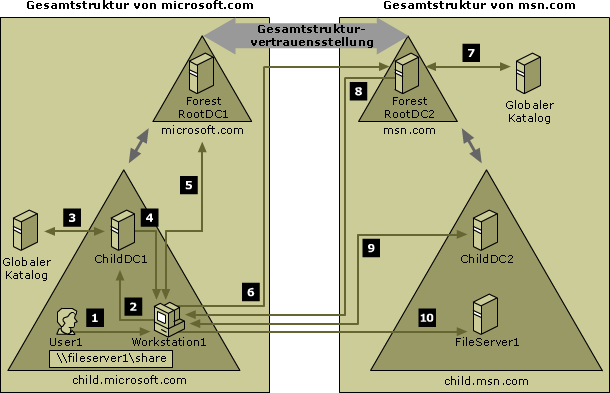 Gesamtstruktur von microsoft.com
Gesamtstruktur von msn.com
Gesamtstruktur-
vertrauensstellung
7
8
Forest
RootDC1
microsoft.com
Forest
RootDC2
msn.com
Globaler
Katalog
5
3
4
Globaler
Katalog
ChildDC1
9
ChildDC2
6
2
1
10
User1
Workstation1
FileServer1
\\fileserver1\share
child.microsoft.com
child.msn.com